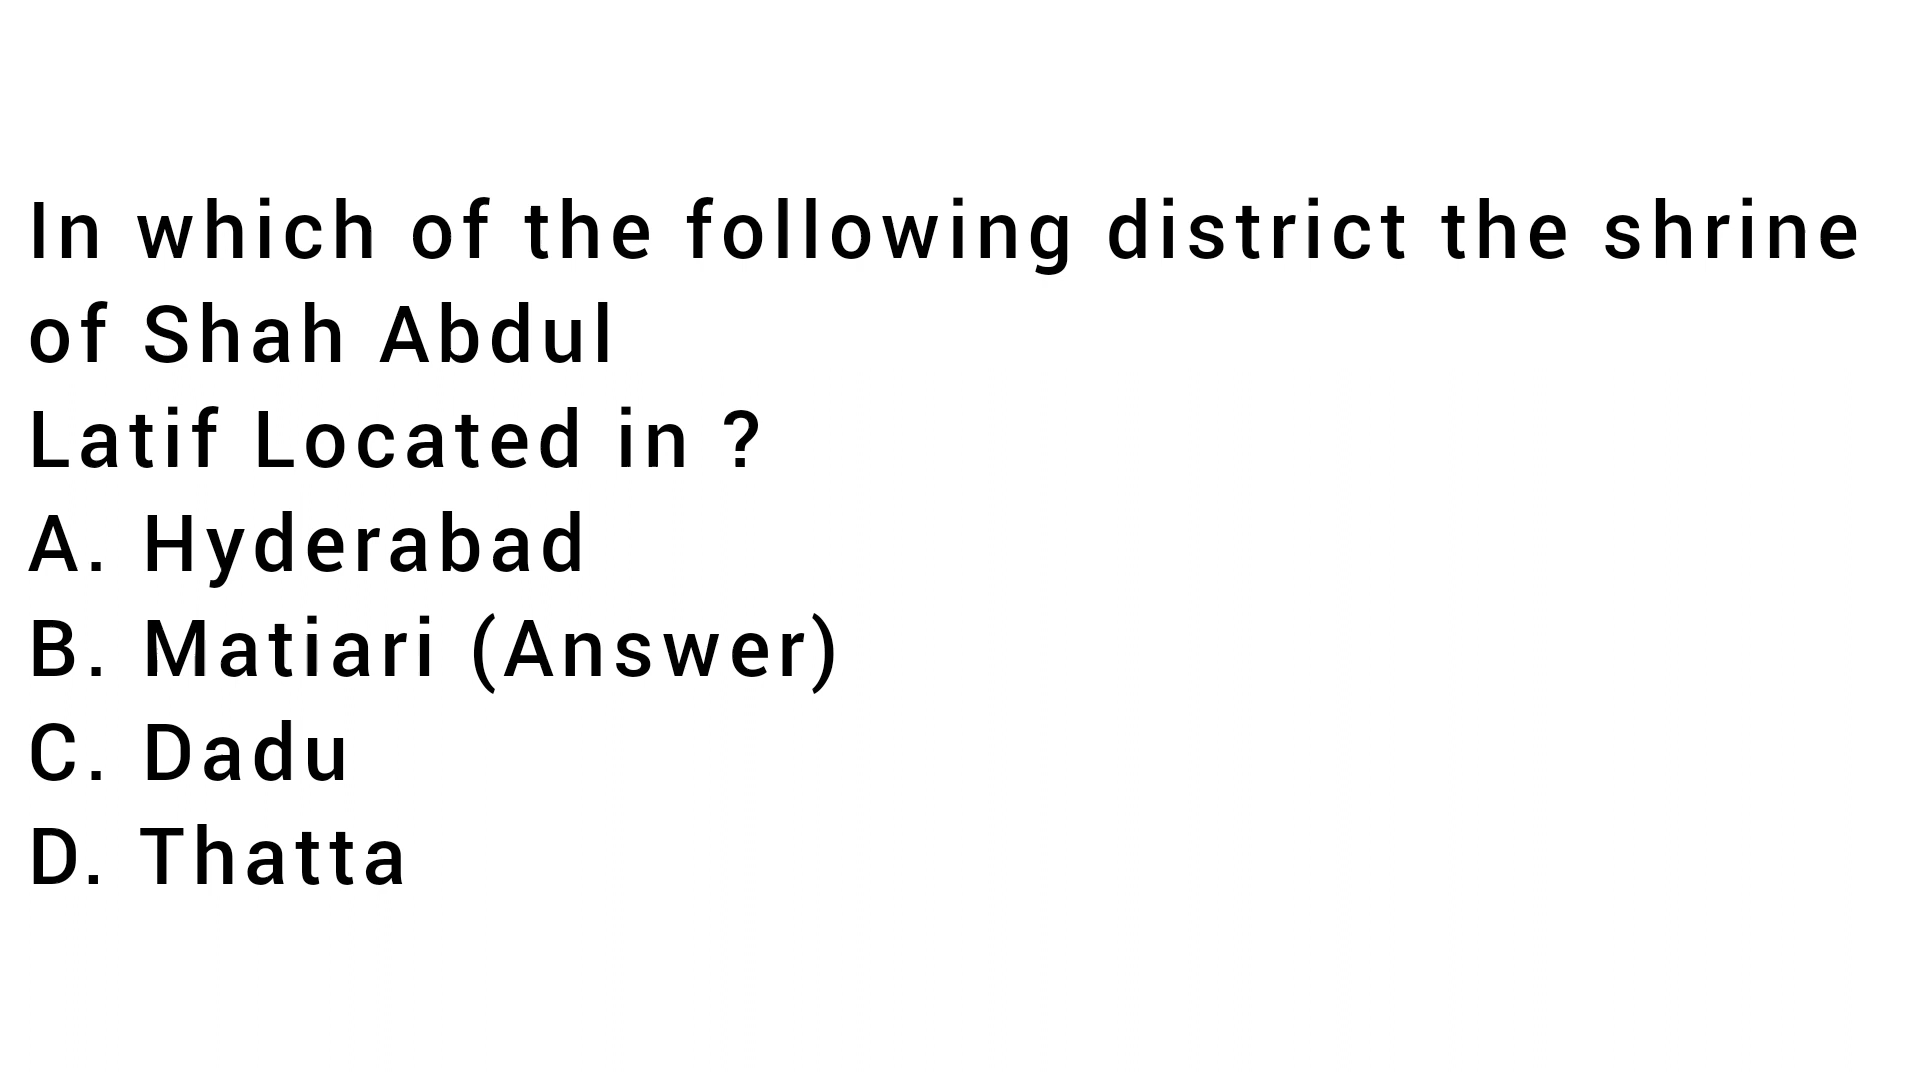 In which of the following district the shrine
of Shah Abdul
Latif Located in ?
A. Hyderabad
B. Matiari (Answer)
C. Dadu
D. Thatta